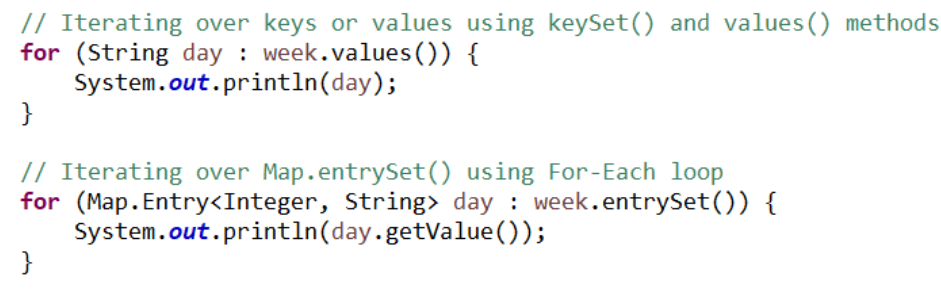 // Iterating over keys or values using keySet() and values() methods
for (String day : week.values()) {
    System.out.println(day);
}

// Iterating over Map.entrySet() using For-Each loop
for (Map.Entry<Integer, String> day : week.entrySet()) {
    System.out.println(day.getValue());
}